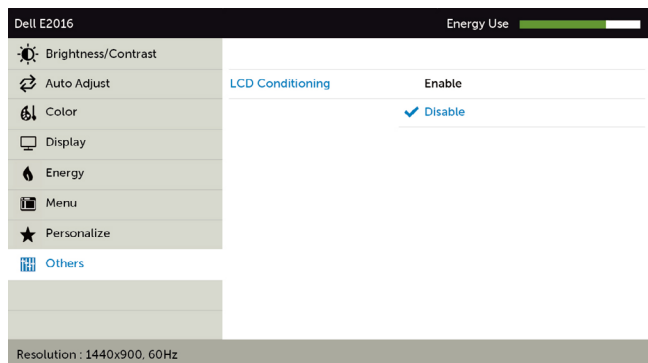 Dell E2016 Energy Use
Brightness/Contrast
Auto Adjust LCD Conditioning Enable
Color Disable
Display
Energy
Menu
Personalize
Others
Resolution : 1440x900, 60Hz